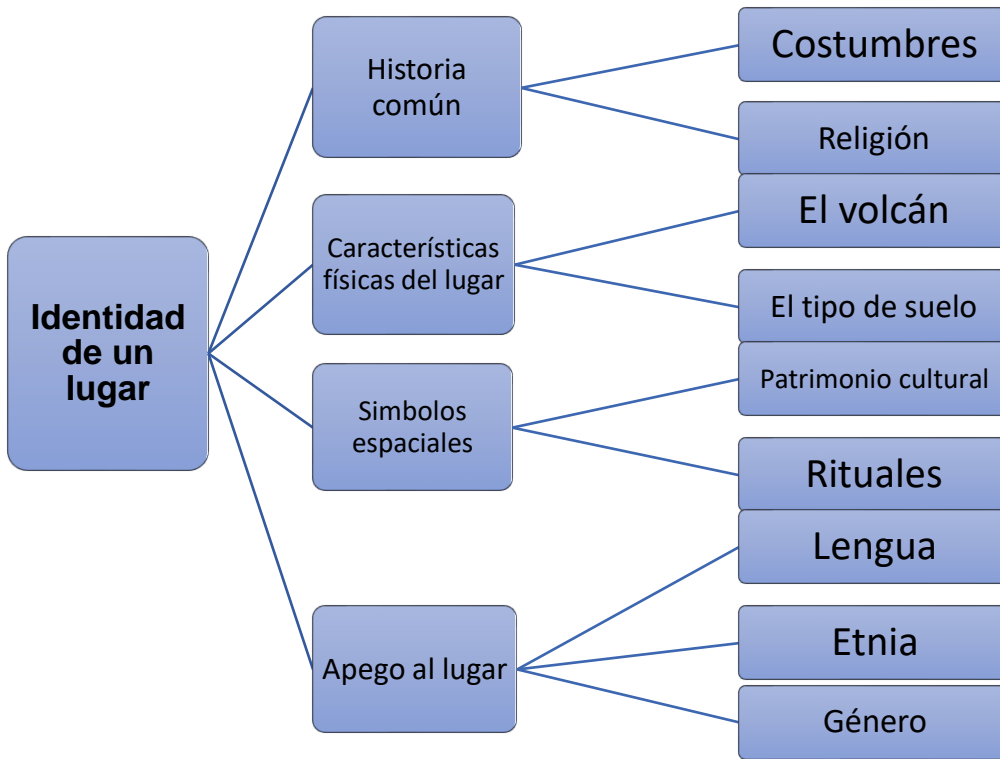 Identidad
de un
lugar
Historia
común
Costumbres
Religión
Característícas
físicas del lugar
El volcán
El tipo de suelo
Simbolos
espaciales
Patrimonio cultural
Rituales
Apego al lugar
Lengua
Etnia
Género